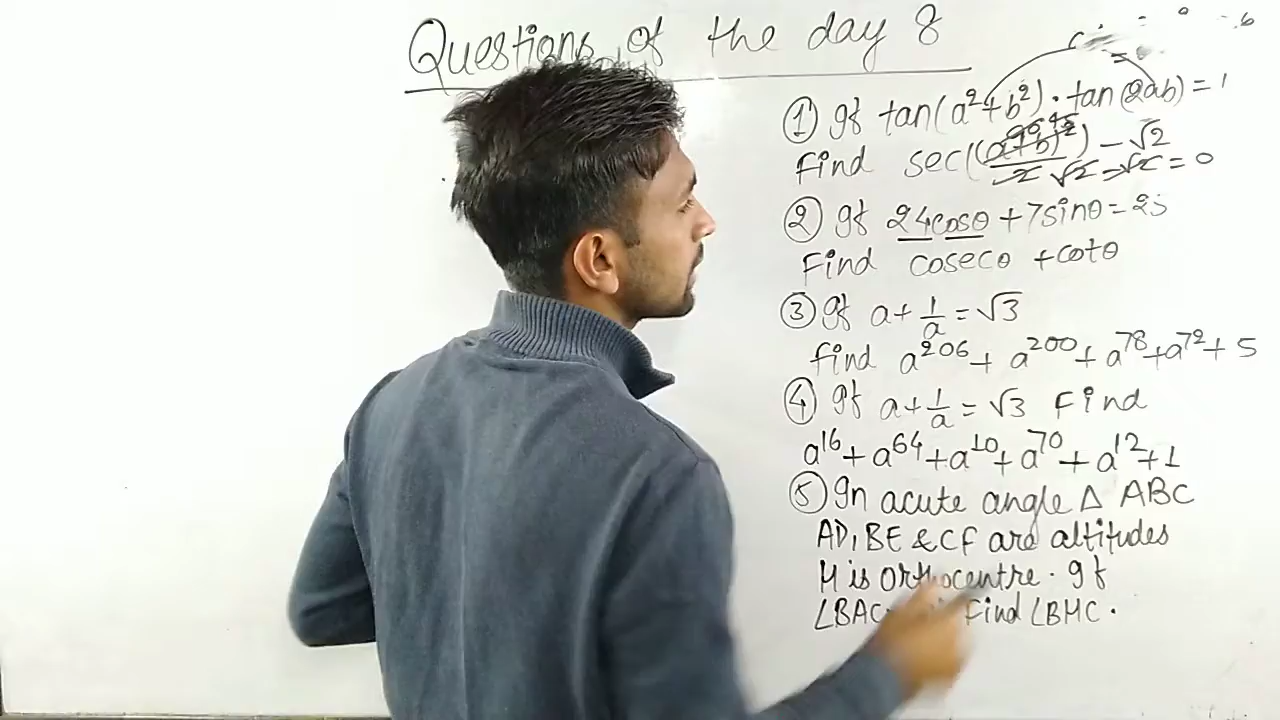 Questions of the day 8
① If tan(a²+b²)·tan(2ab)=1
Find sec((a+b)²) - √2
√2 - √2 = 0
② If 24cosθ+7sinθ=25
Find cosecθ +cotθ
③ If a+1/a=√3
find a²⁰⁶+a²⁰⁰+a⁷⁸+a⁷²+5
④ If a+1/a=√3 Find
a¹⁶+a⁶⁴+a¹⁰+a⁷⁰+a¹²+1
⑤ In acute angle Δ ABC
AD, BE & CF are altitudes
H is orthocentre. If
∠BAC Find ∠BHC.